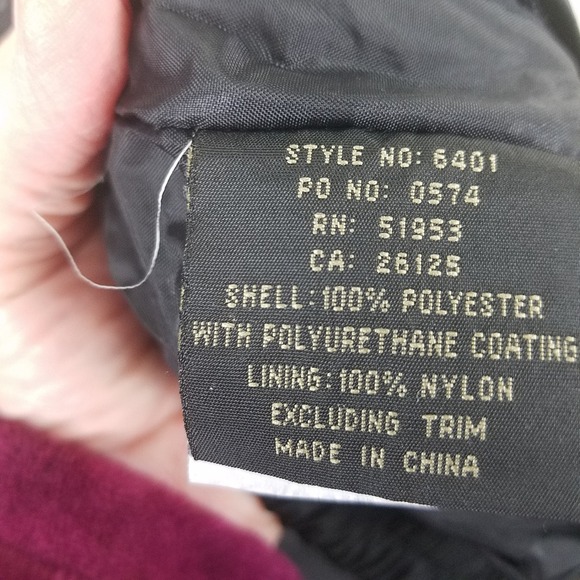 STYLE NO: 6401
PO NO: 0574
RN: 51953
CA: 26126
SHELL: 100% POLYESTER
WITH POLYURETHANE COATING
LINING: 100% NYLON
EXCLUDING TRIM
MADE IN CHINA